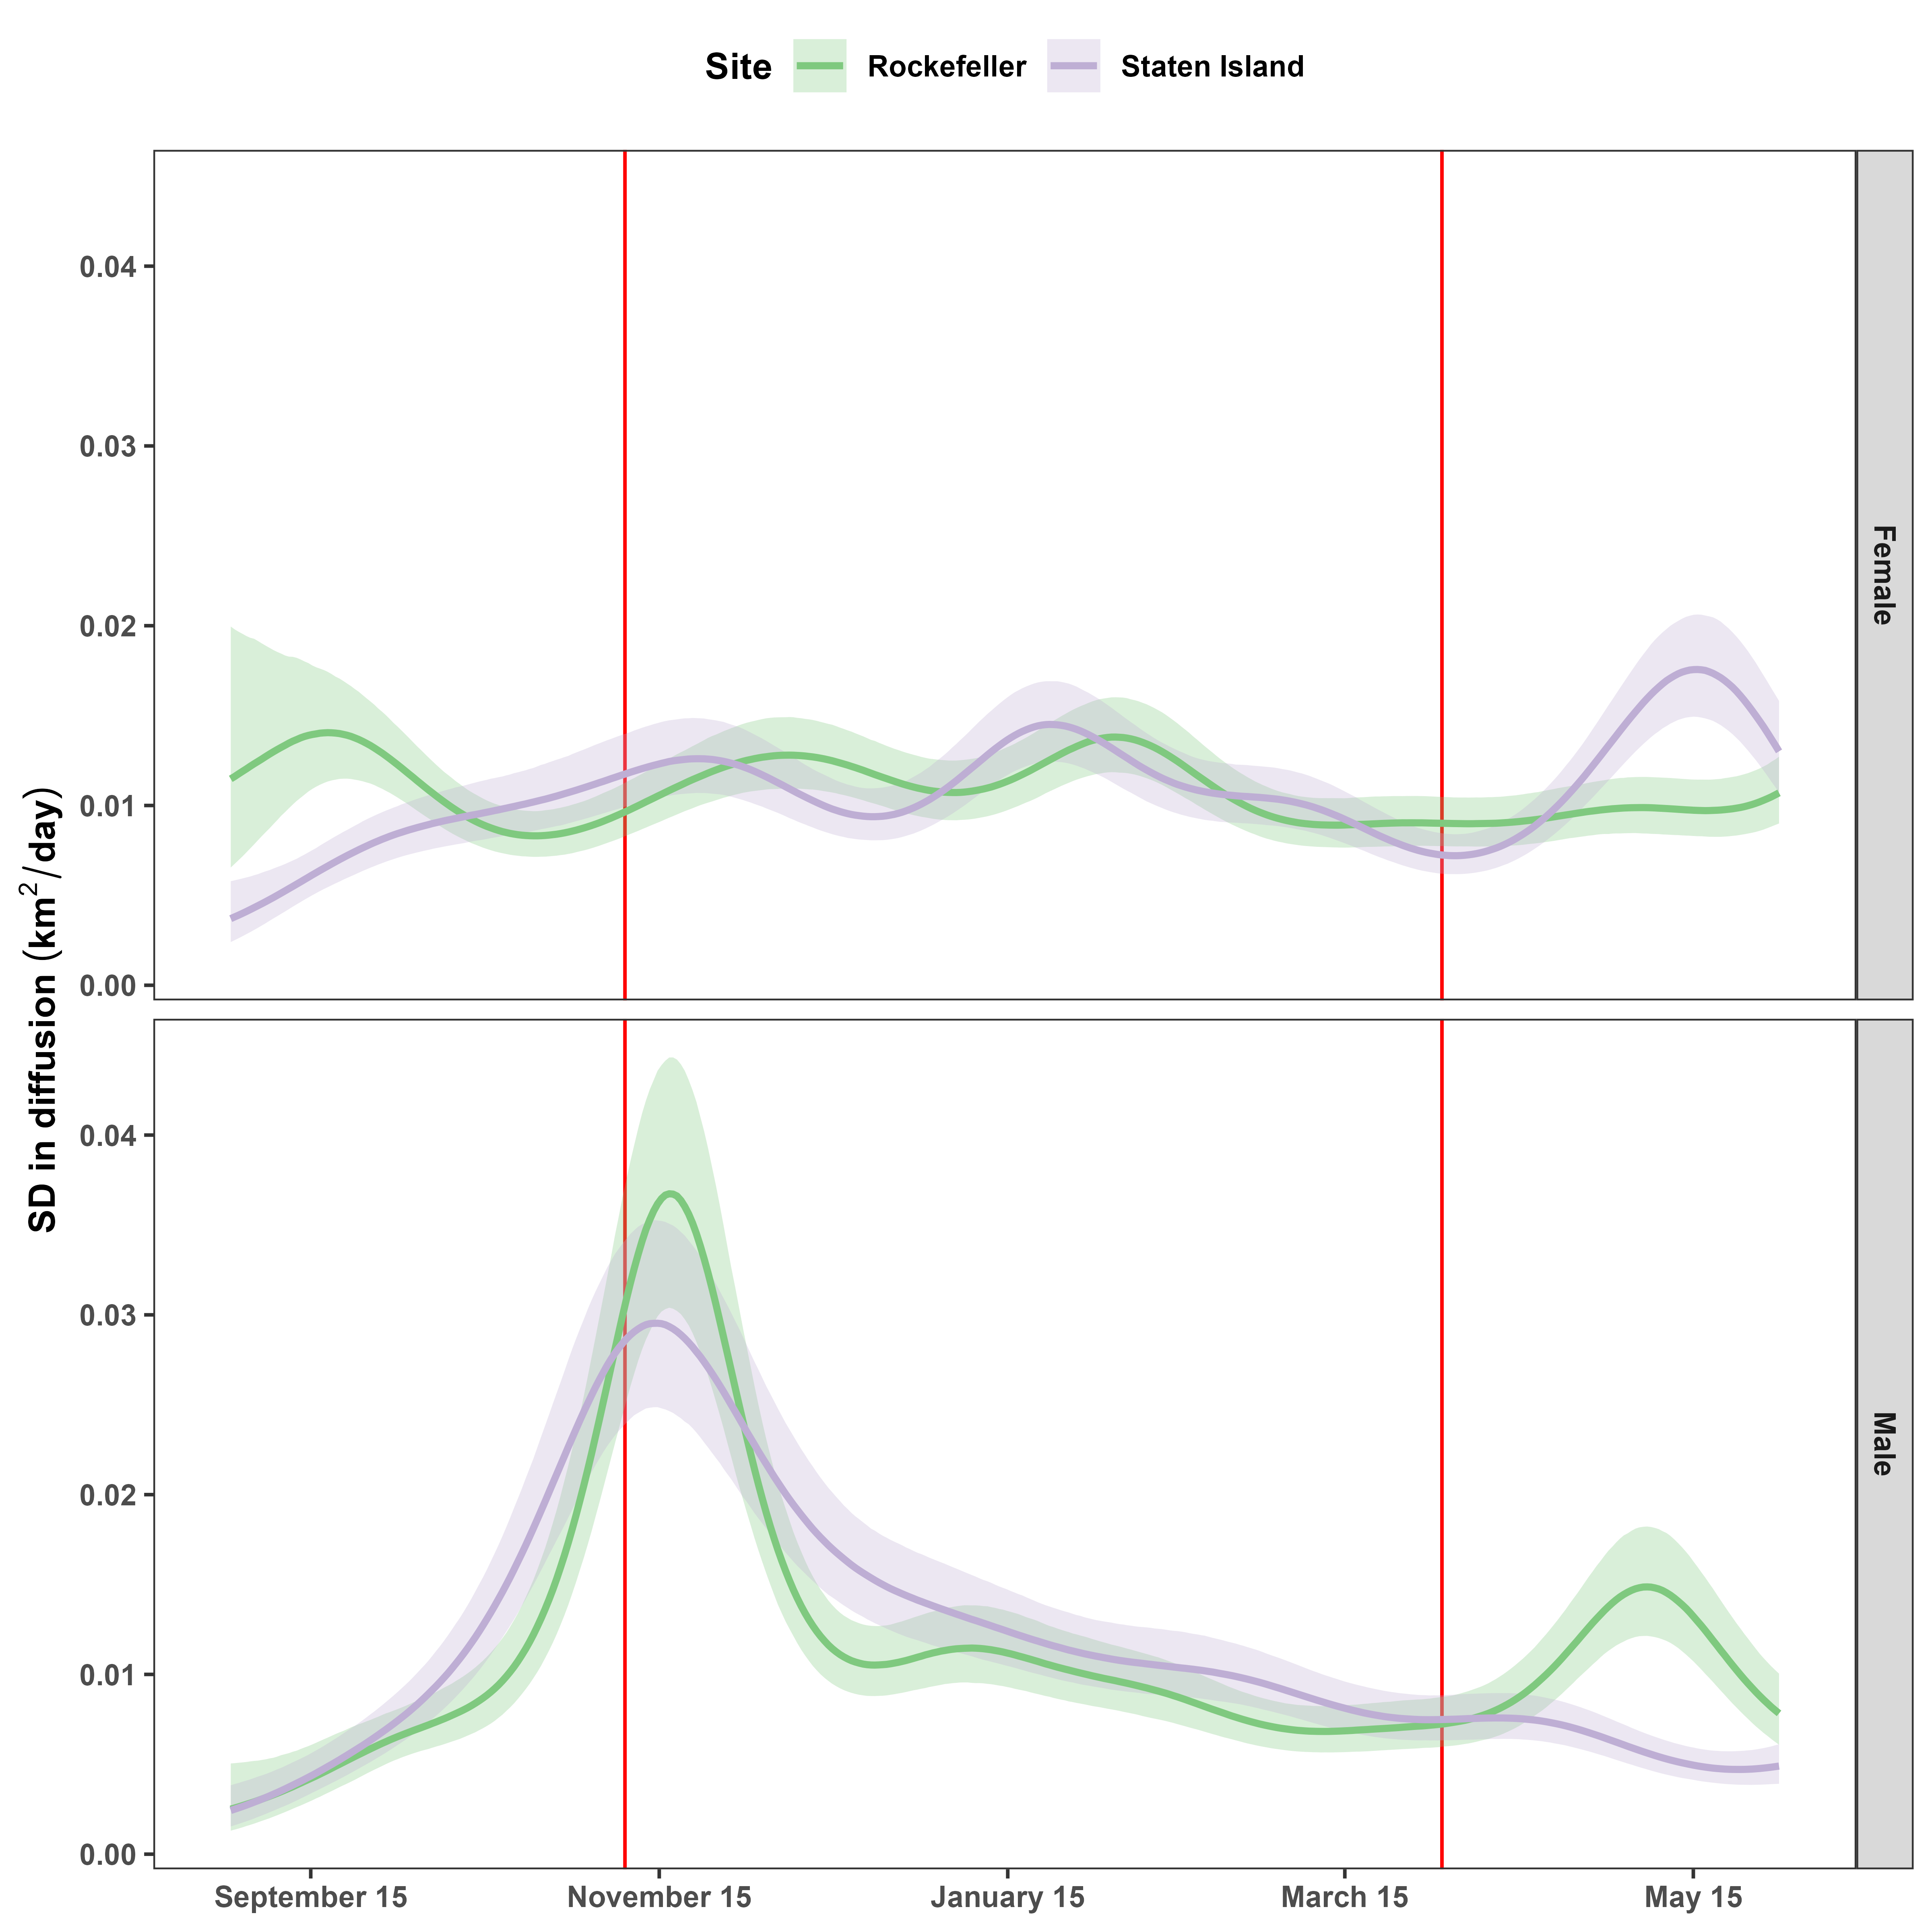 Site Rockefeller Staten Island
SD in diffusion (km²/day)
0.04
0.03
0.02
0.01
0.00
Female
0.04
0.03
0.02
0.01
0.00
Male
September 15 November 15 January 15 March 15 May 15